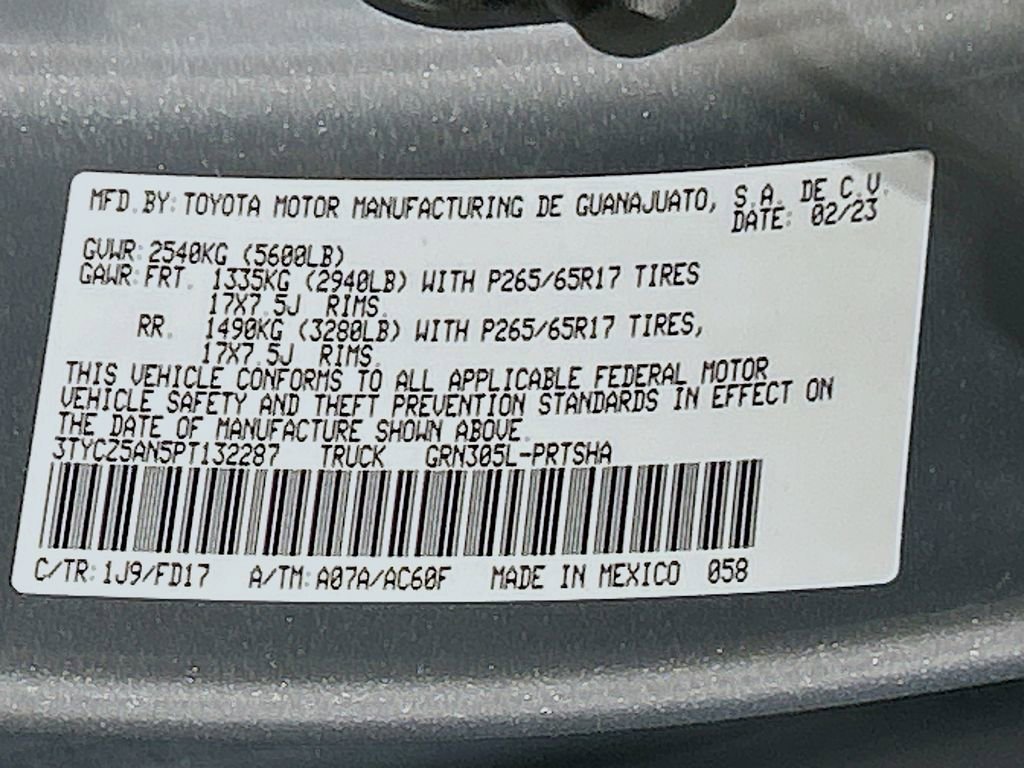 MFD. BY: TOYOTA MOTOR MANUFACTURING DE GUANAJUATO, S.A. DE C.V.
DATE: 02/23
GVWR: 2540KG (5600LB)
GAWR: FRT. 1335KG (2940LB) WITH P265/65R17 TIRES
17X7.5J RIMS.
RR. 1490KG (3280LB) WITH P265/65R17 TIRES,
17X7.5J RIMS.
THIS VEHICLE CONFORMS TO ALL APPLICABLE FEDERAL MOTOR
VEHICLE SAFETY AND THEFT PREVENTION STANDARDS IN EFFECT ON
THE DATE OF MANUFACTURE SHOWN ABOVE.
3TYCZ5AN5PT132287 TRUCK GRN305L-PRTSHA
C/TR: 1J9/FD17 A/TM: A07A/AC60F MADE IN MEXICO 058